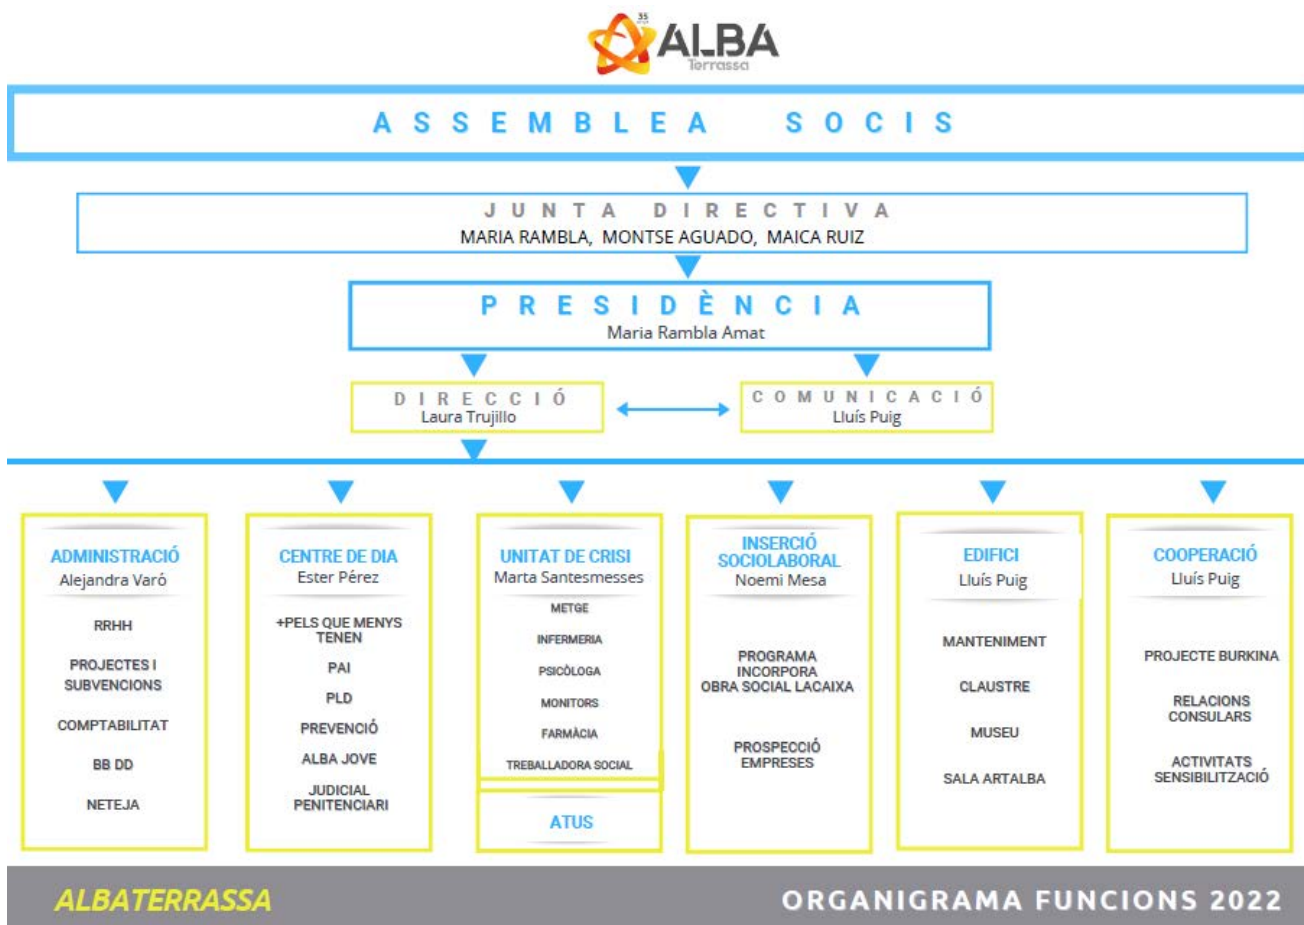 35
ALBA
Terrassa
ASSEMBLEA SOCIS
JUNTA DIRECTIVA
MARIA RAMBLA, MONTSE AGUADO, MAICA RUIZ
PRESIDÈNCIA
Maria Rambla Amat
DIRECCIÓ
Laura Trujillo
COMUNICACIÓ
Lluís Puig
ADMINISTRACIÓ
Alejandra Varó
RRHH
PROJECTES I
SUBVENCIONS
COMPTABILITAT
BB DD
NETEJA
CENTRE DE DIA
Ester Pérez
+PELS QUE MENYS
TENEN
PAI
PLD
PREVENCIÓ
ALBA JOVE
JUDICIAL
PENITENCIARI
UNITAT DE CRISI
Marta Santesmesses
METGE
INFERMERIA
PSICÒLOGA
MONITORS
FARMÀCIA
TREBALLADORA SOCIAL
ATUS
INSERCIÓ
SOCIOLABORAL
Noemi Mesa
PROGRAMA
INCORPORA
OBRA SOCIAL LACAIXA
PROSPECCIÓ
EMPRESES
EDIFICI
Lluís Puig
MANTENIMENT
CLAUSTRE
MUSEU
SALA ARTALBA
COOPERACIÓ
Lluís Puig
PROJECTE BURKINA
RELACIONS
CONSULARS
ACTIVITATS
SENSIBILITZACIÓ
ALBATERRASSA
ORGANIGRAMA FUNCIONS 2022